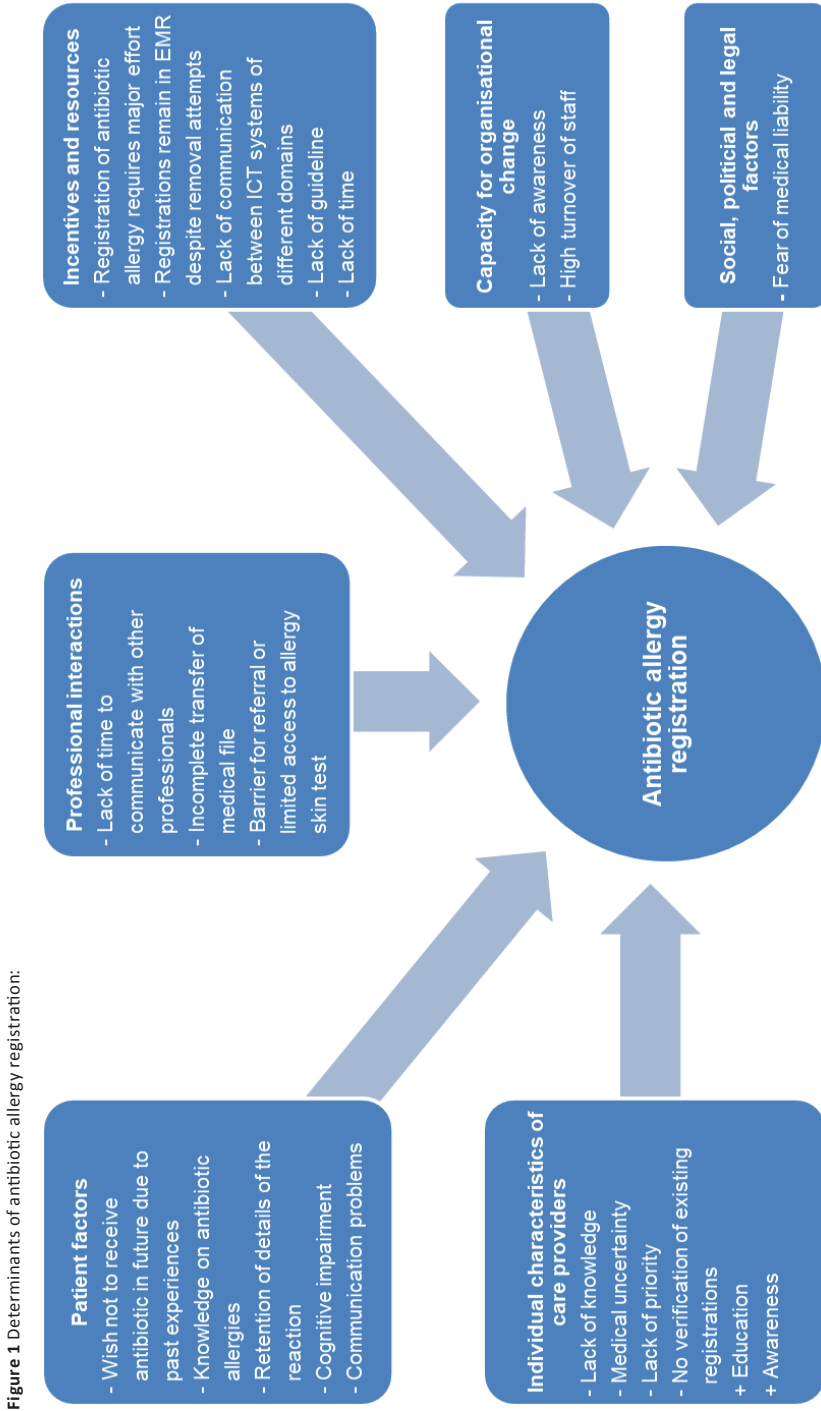 Figure 1 Determinants of antibiotic allergy registration:
Patient factors
- Wish not to receive
antibiotic in future due to
past experiences
- Knowledge on antibiotic
allergies
- Retention of details of the
reaction
- Cognitive impairment
- Communication problems
Professional interactions
- Lack of time to
communicate with other
professionals
- Incomplete transfer of
medical file
- Barrier for referral or
limited access to allergy
skin test
Incentives and resources
- Registration of antibiotic
allergy requires major effort
- Registrations remain in EMR
despite removal attempts
- Lack of communication
between ICT systems of
different domains
- Lack of guideline
- Lack of time
Individual characteristics of
care providers
- Lack of knowledge
- Medical uncertainty
- Lack of priority
- No verification of existing
registrations
+ Education
+ Awareness
Antibiotic allergy
registration
Capacity for organisational
change
- Lack of awareness
- High turnover of staff
Social, politicial and legal
factors
- Fear of medical liability